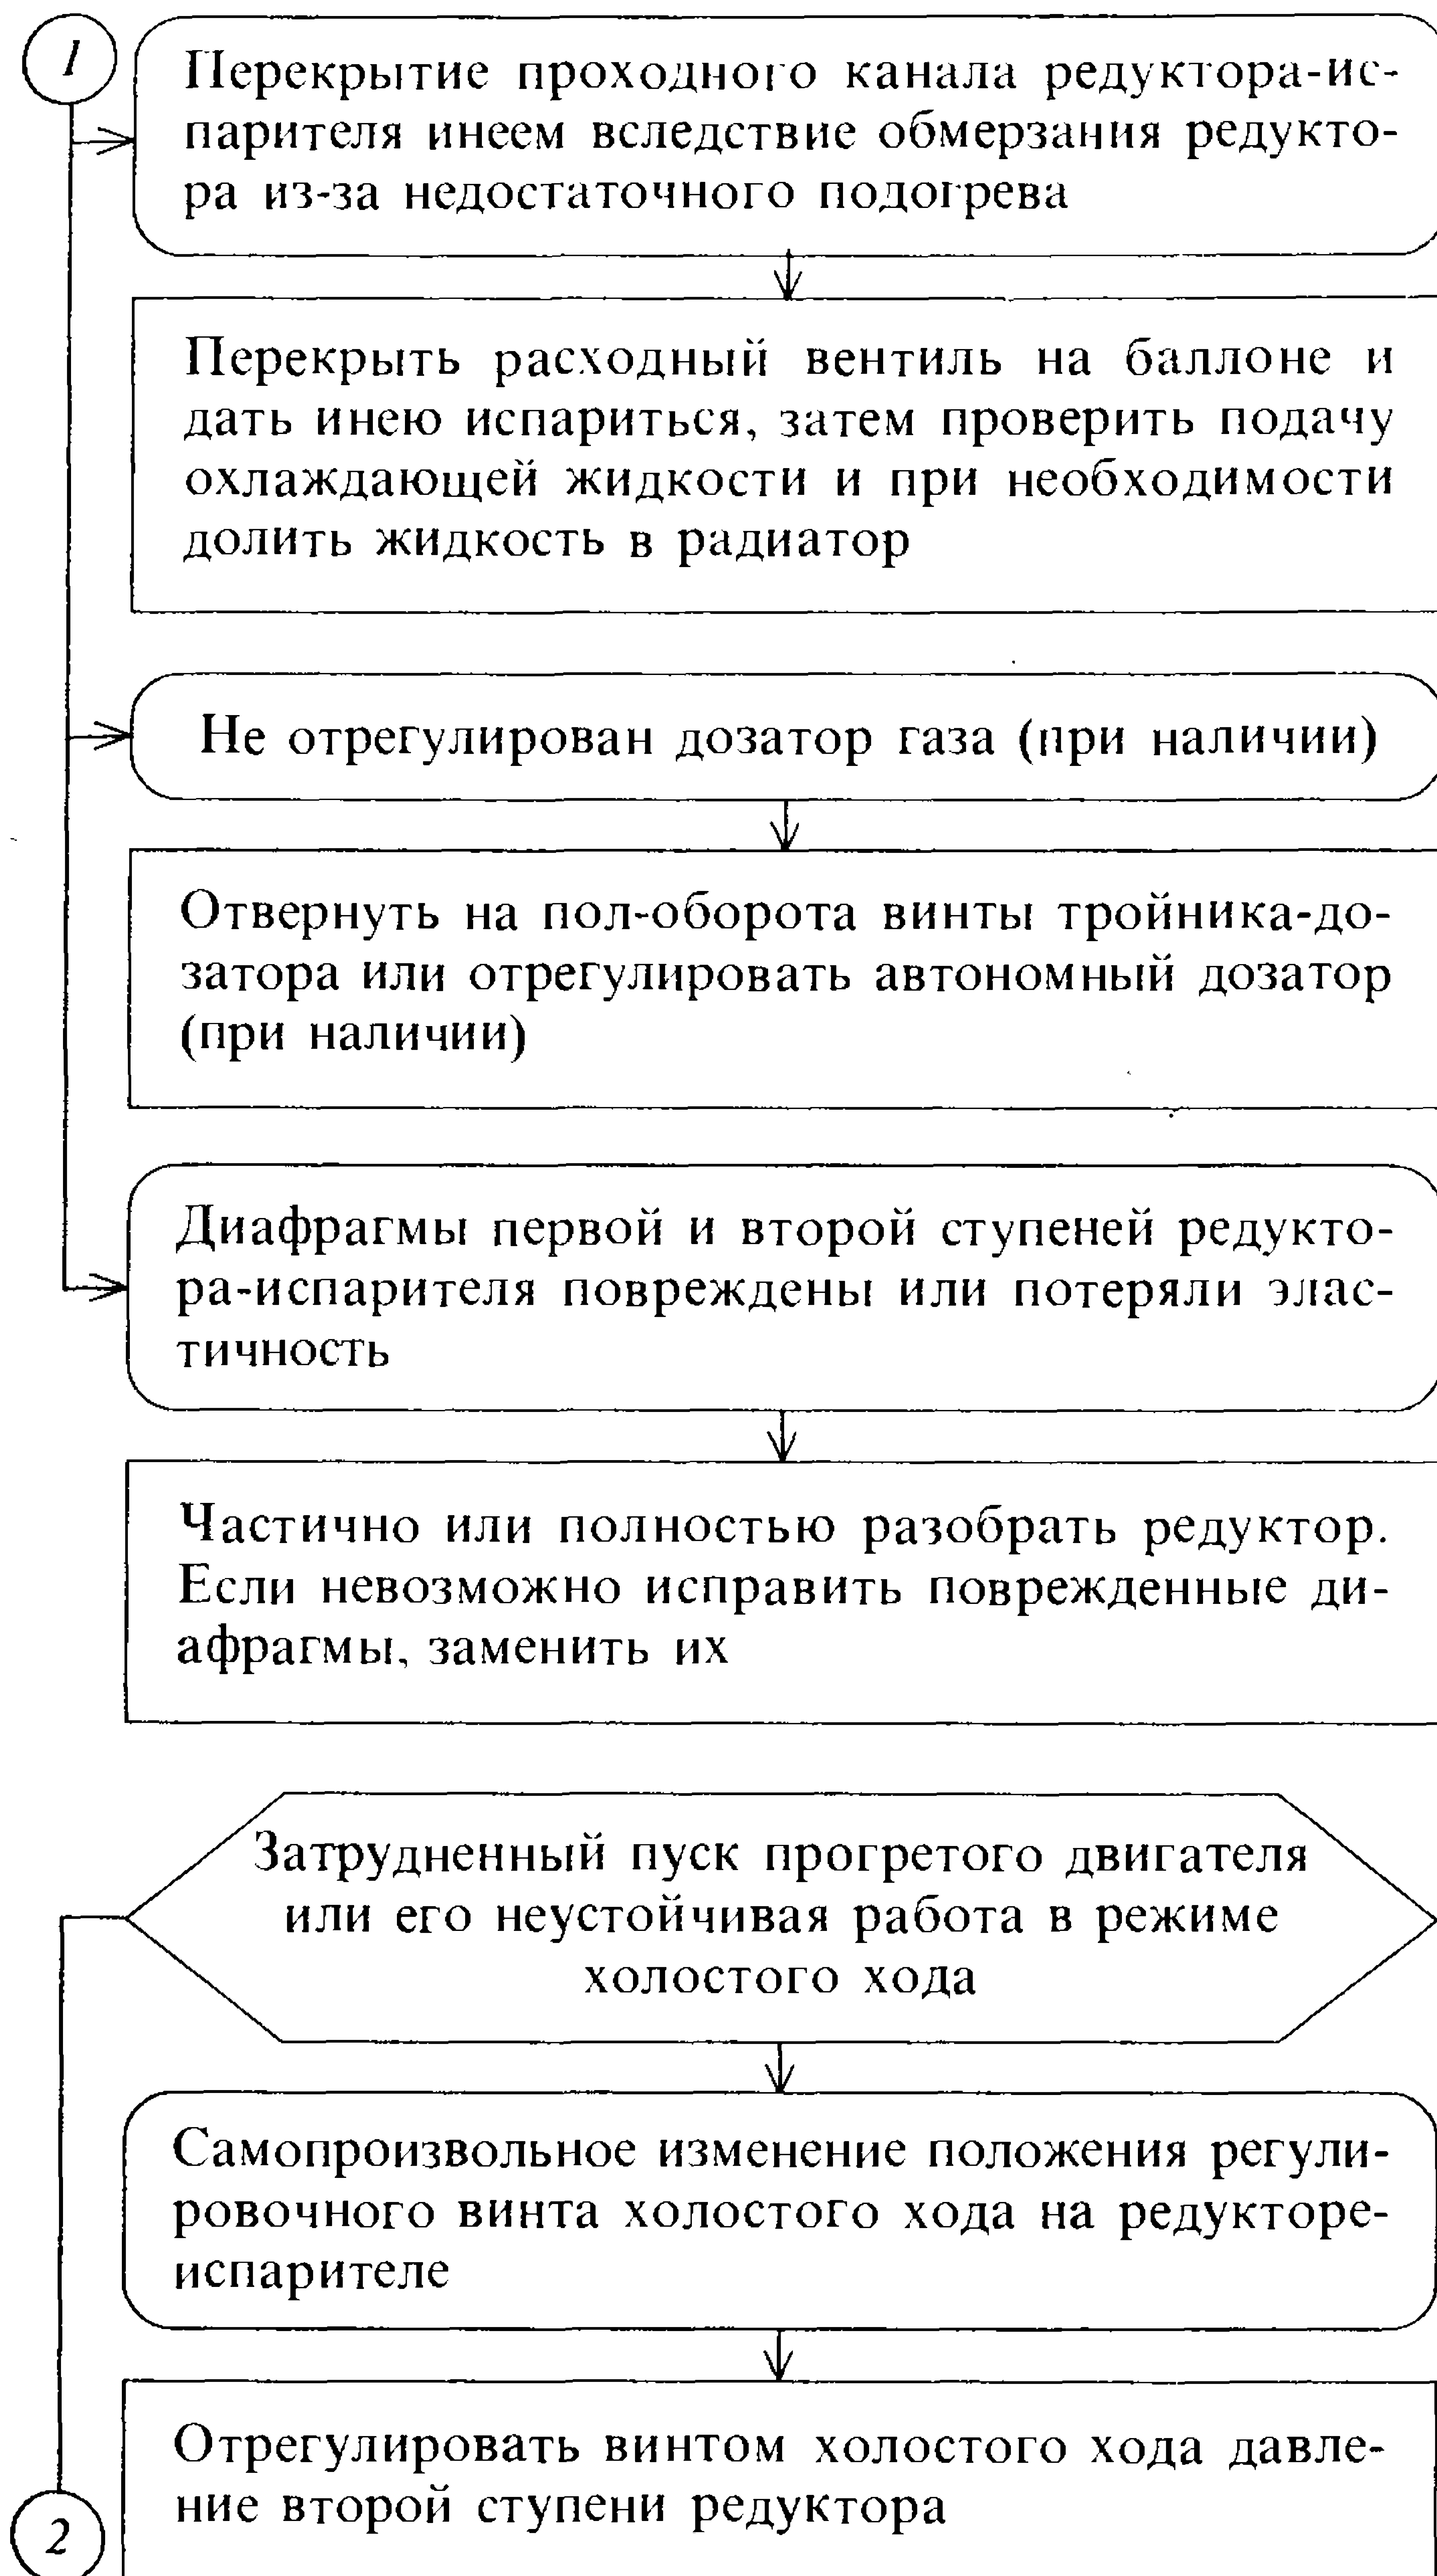 1
Перекрытие проходного канала редуктора-ис-
парителя инеем вследствие обмерзания редукто-
ра из-за недостаточного подогрева
Перекрыть расходный вентиль на баллоне и
дать инею испариться, затем проверить подачу
охлаждающей жидкости и при необходимости
долить жидкость в радиатор
Не отрегулирован дозатор газа (при наличии)
Отвернуть на пол-оборота винты тройника-до-
затора или отрегулировать автономный дозатор
(при наличии)
Диафрагмы первой и второй ступеней редукто-
ра-испарителя повреждены или потеряли элас-
тичность
Частично или полностью разобрать редуктор.
Если невозможно исправить поврежденные ди-
афрагмы, заменить их
Затрудненный пуск прогретого двигателя
или его неустойчивая работа в режиме
холостого хода
Самопроизвольное изменение положения регули-
ровочного винта холостого хода на редукторе-
испарителе
Отрегулировать винтом холостого хода давле-
ние второй ступени редуктора
2